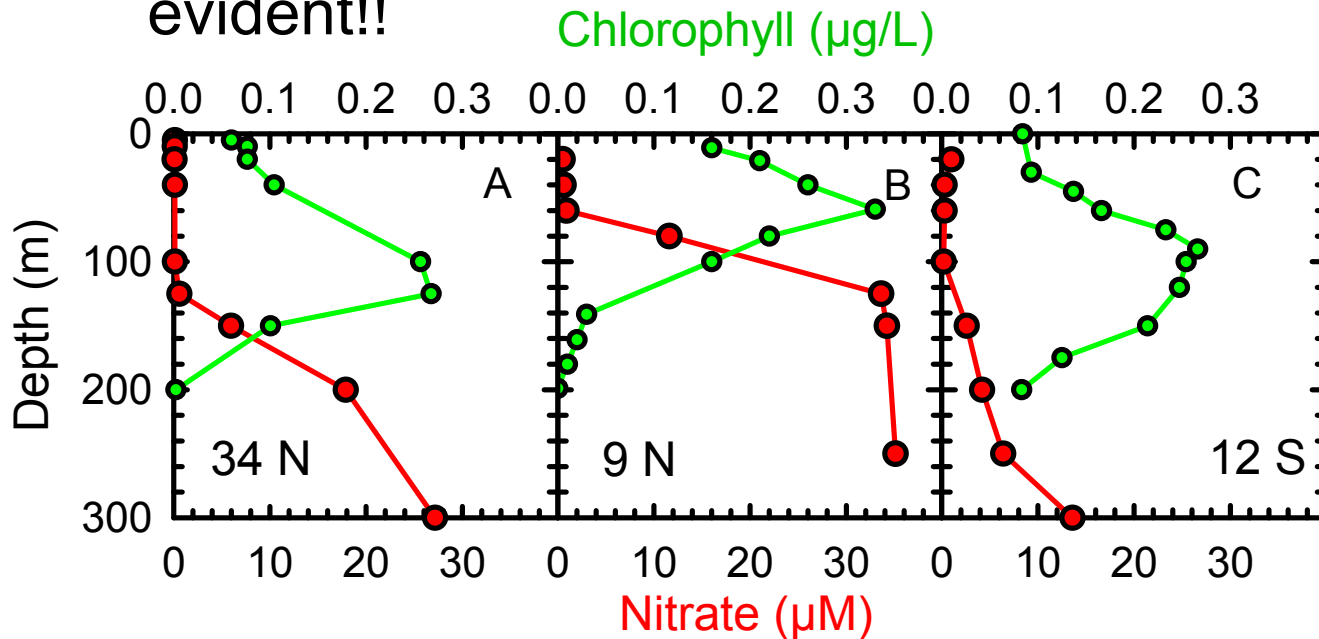 evident!!
Chlorophyll (µg/L)
0.0 0.1 0.2 0.3 0.0 0.1 0.2 0.3 0.0 0.1 0.2 0.3
0
100
200
300
Depth (m)
A
B
C
34 N
9 N
12 S
0 10 20 30 0 10 20 30 0 10 20 30
Nitrate (µM)